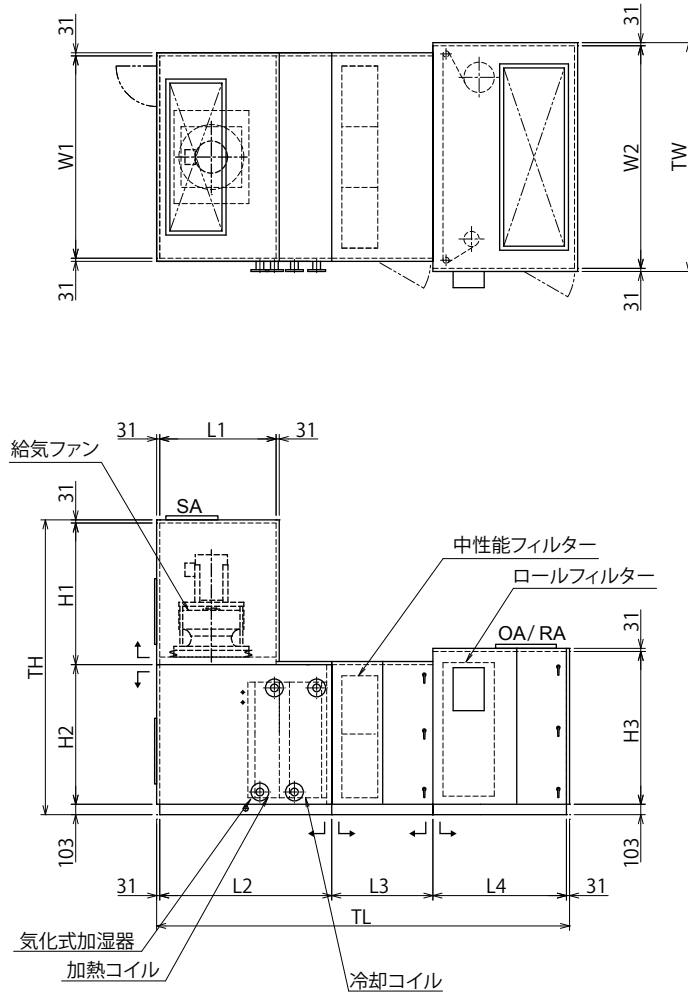 31
31
W1
W2
TW
31
31
31
L1
31
給気ファン
31
SA
中性能フィルター
ロールフィルター
OA/RA
31
H1
TH
H2
H3
103
103
31
L2
L3
L4
31
TL
気化式加湿器
加熱コイル
冷却コイル